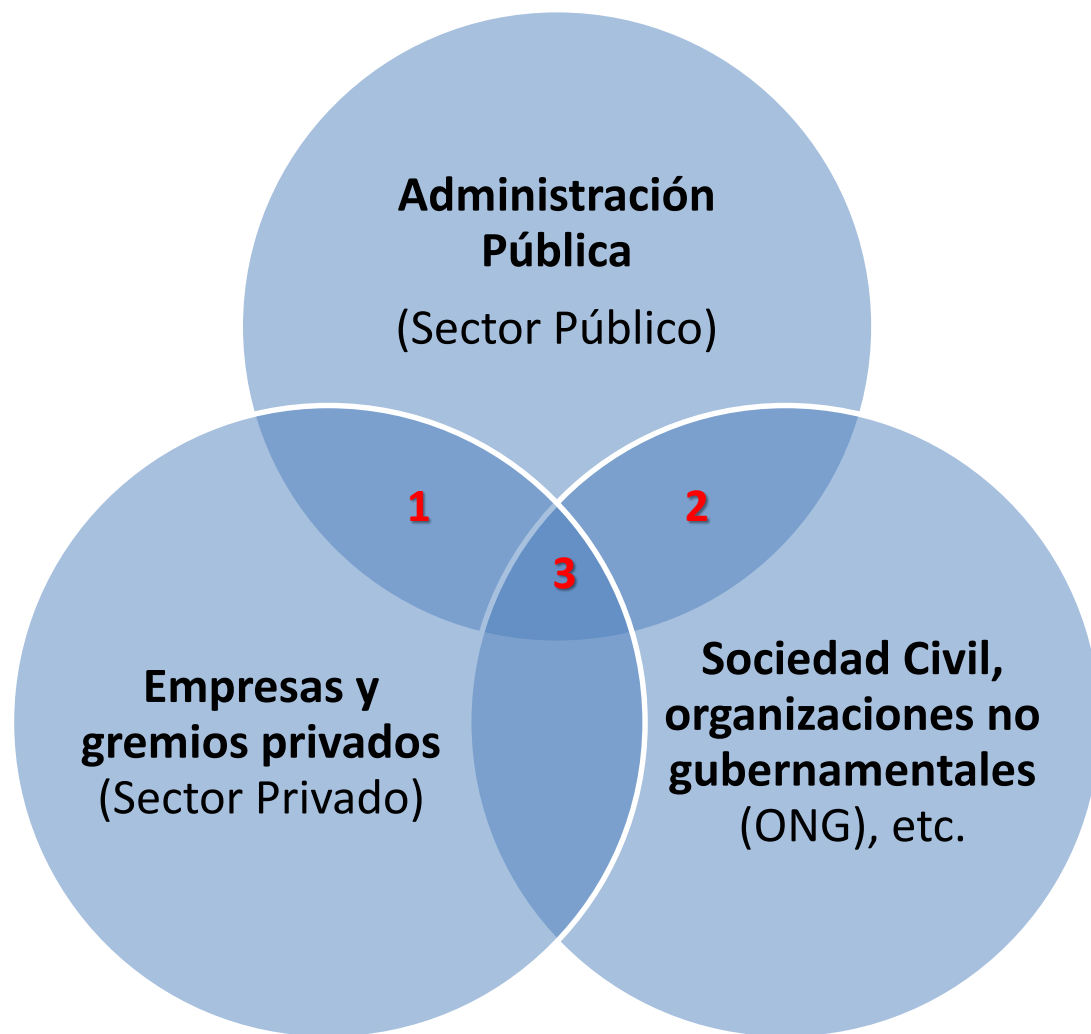 Administración
Pública
(Sector Público)
1
2
3
Empresas y
gremios privados
(Sector Privado)
Sociedad Civil,
organizaciones no
gubernamentales
(ONG), etc.